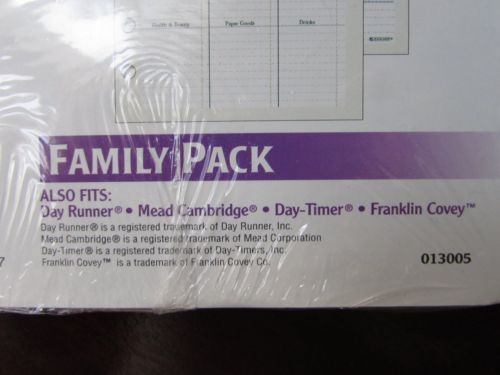 Health & Beauty Paper Goods Drinks
FAMILY PACK
ALSO FITS:
Day Runner® • Mead Cambridge® • Day-Timer® • Franklin Covey™
Day Runner® is a registered trademark of Day Runner, Inc.
Mead Cambridge® is a registered trademark of Mead Corporation
Day-Timer® is a registered trademark of Day-Timers, Inc.
Franklin Covey™ is a trademark of Franklin Covey Co.
7
013005